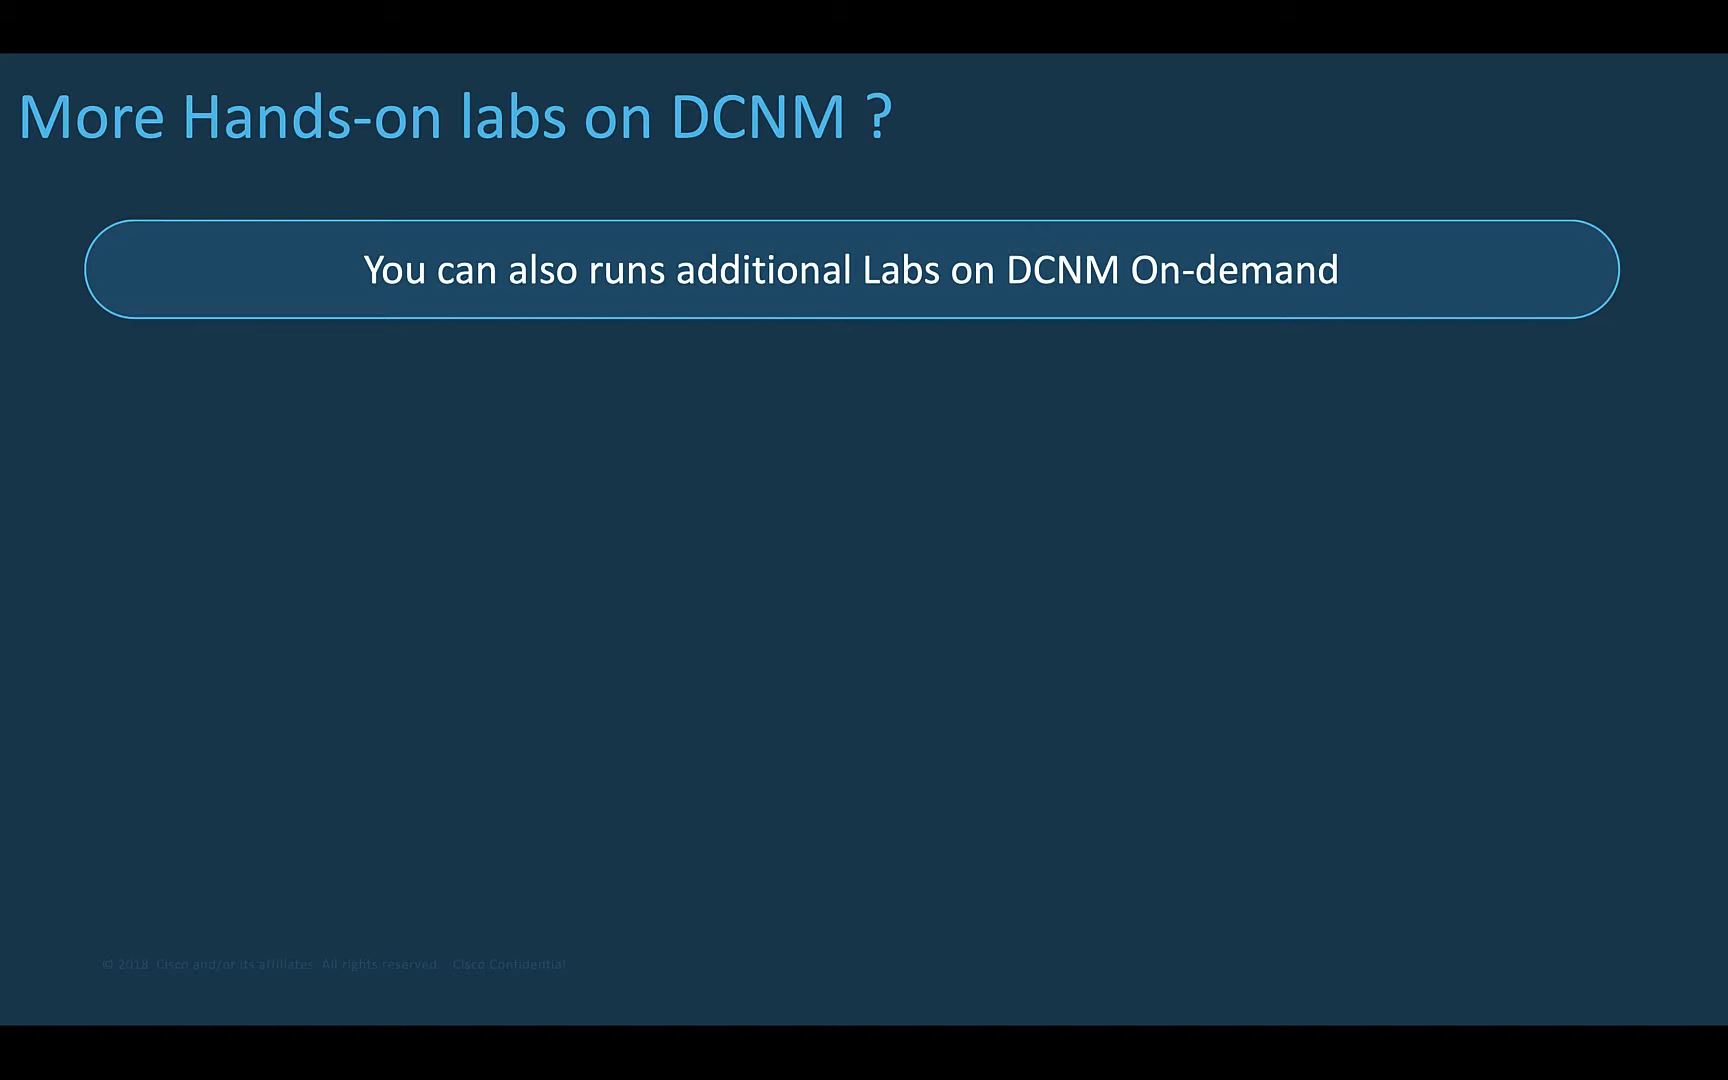 More Hands-on labs on DCNM ?
You can also runs additional Labs on DCNM On-demand
© 2018 Cisco and/or its affiliates. All rights reserved. Cisco Confidential